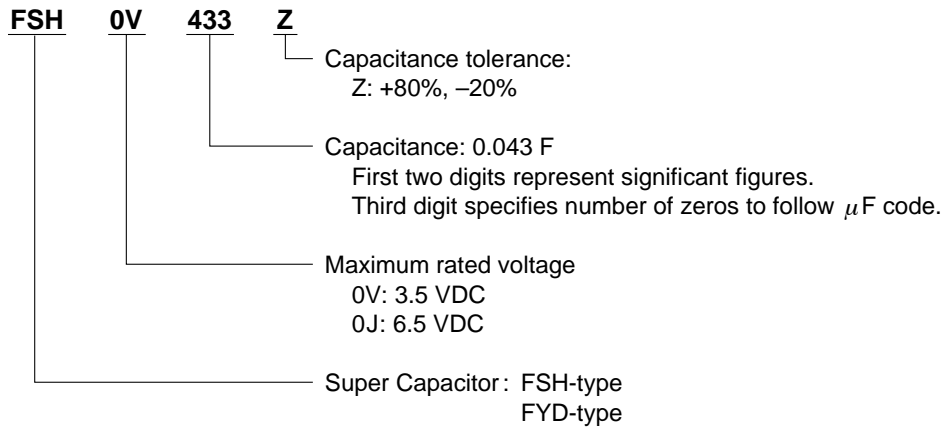 FSH 0V 433 Z
Capacitance tolerance:
Z: +80%, –20%
Capacitance: 0.043 F
First two digits represent significant figures.
Third digit specifies number of zeros to follow μF code.
Maximum rated voltage
0V: 3.5 VDC
0J: 6.5 VDC
Super Capacitor: FSH-type
FYD-type